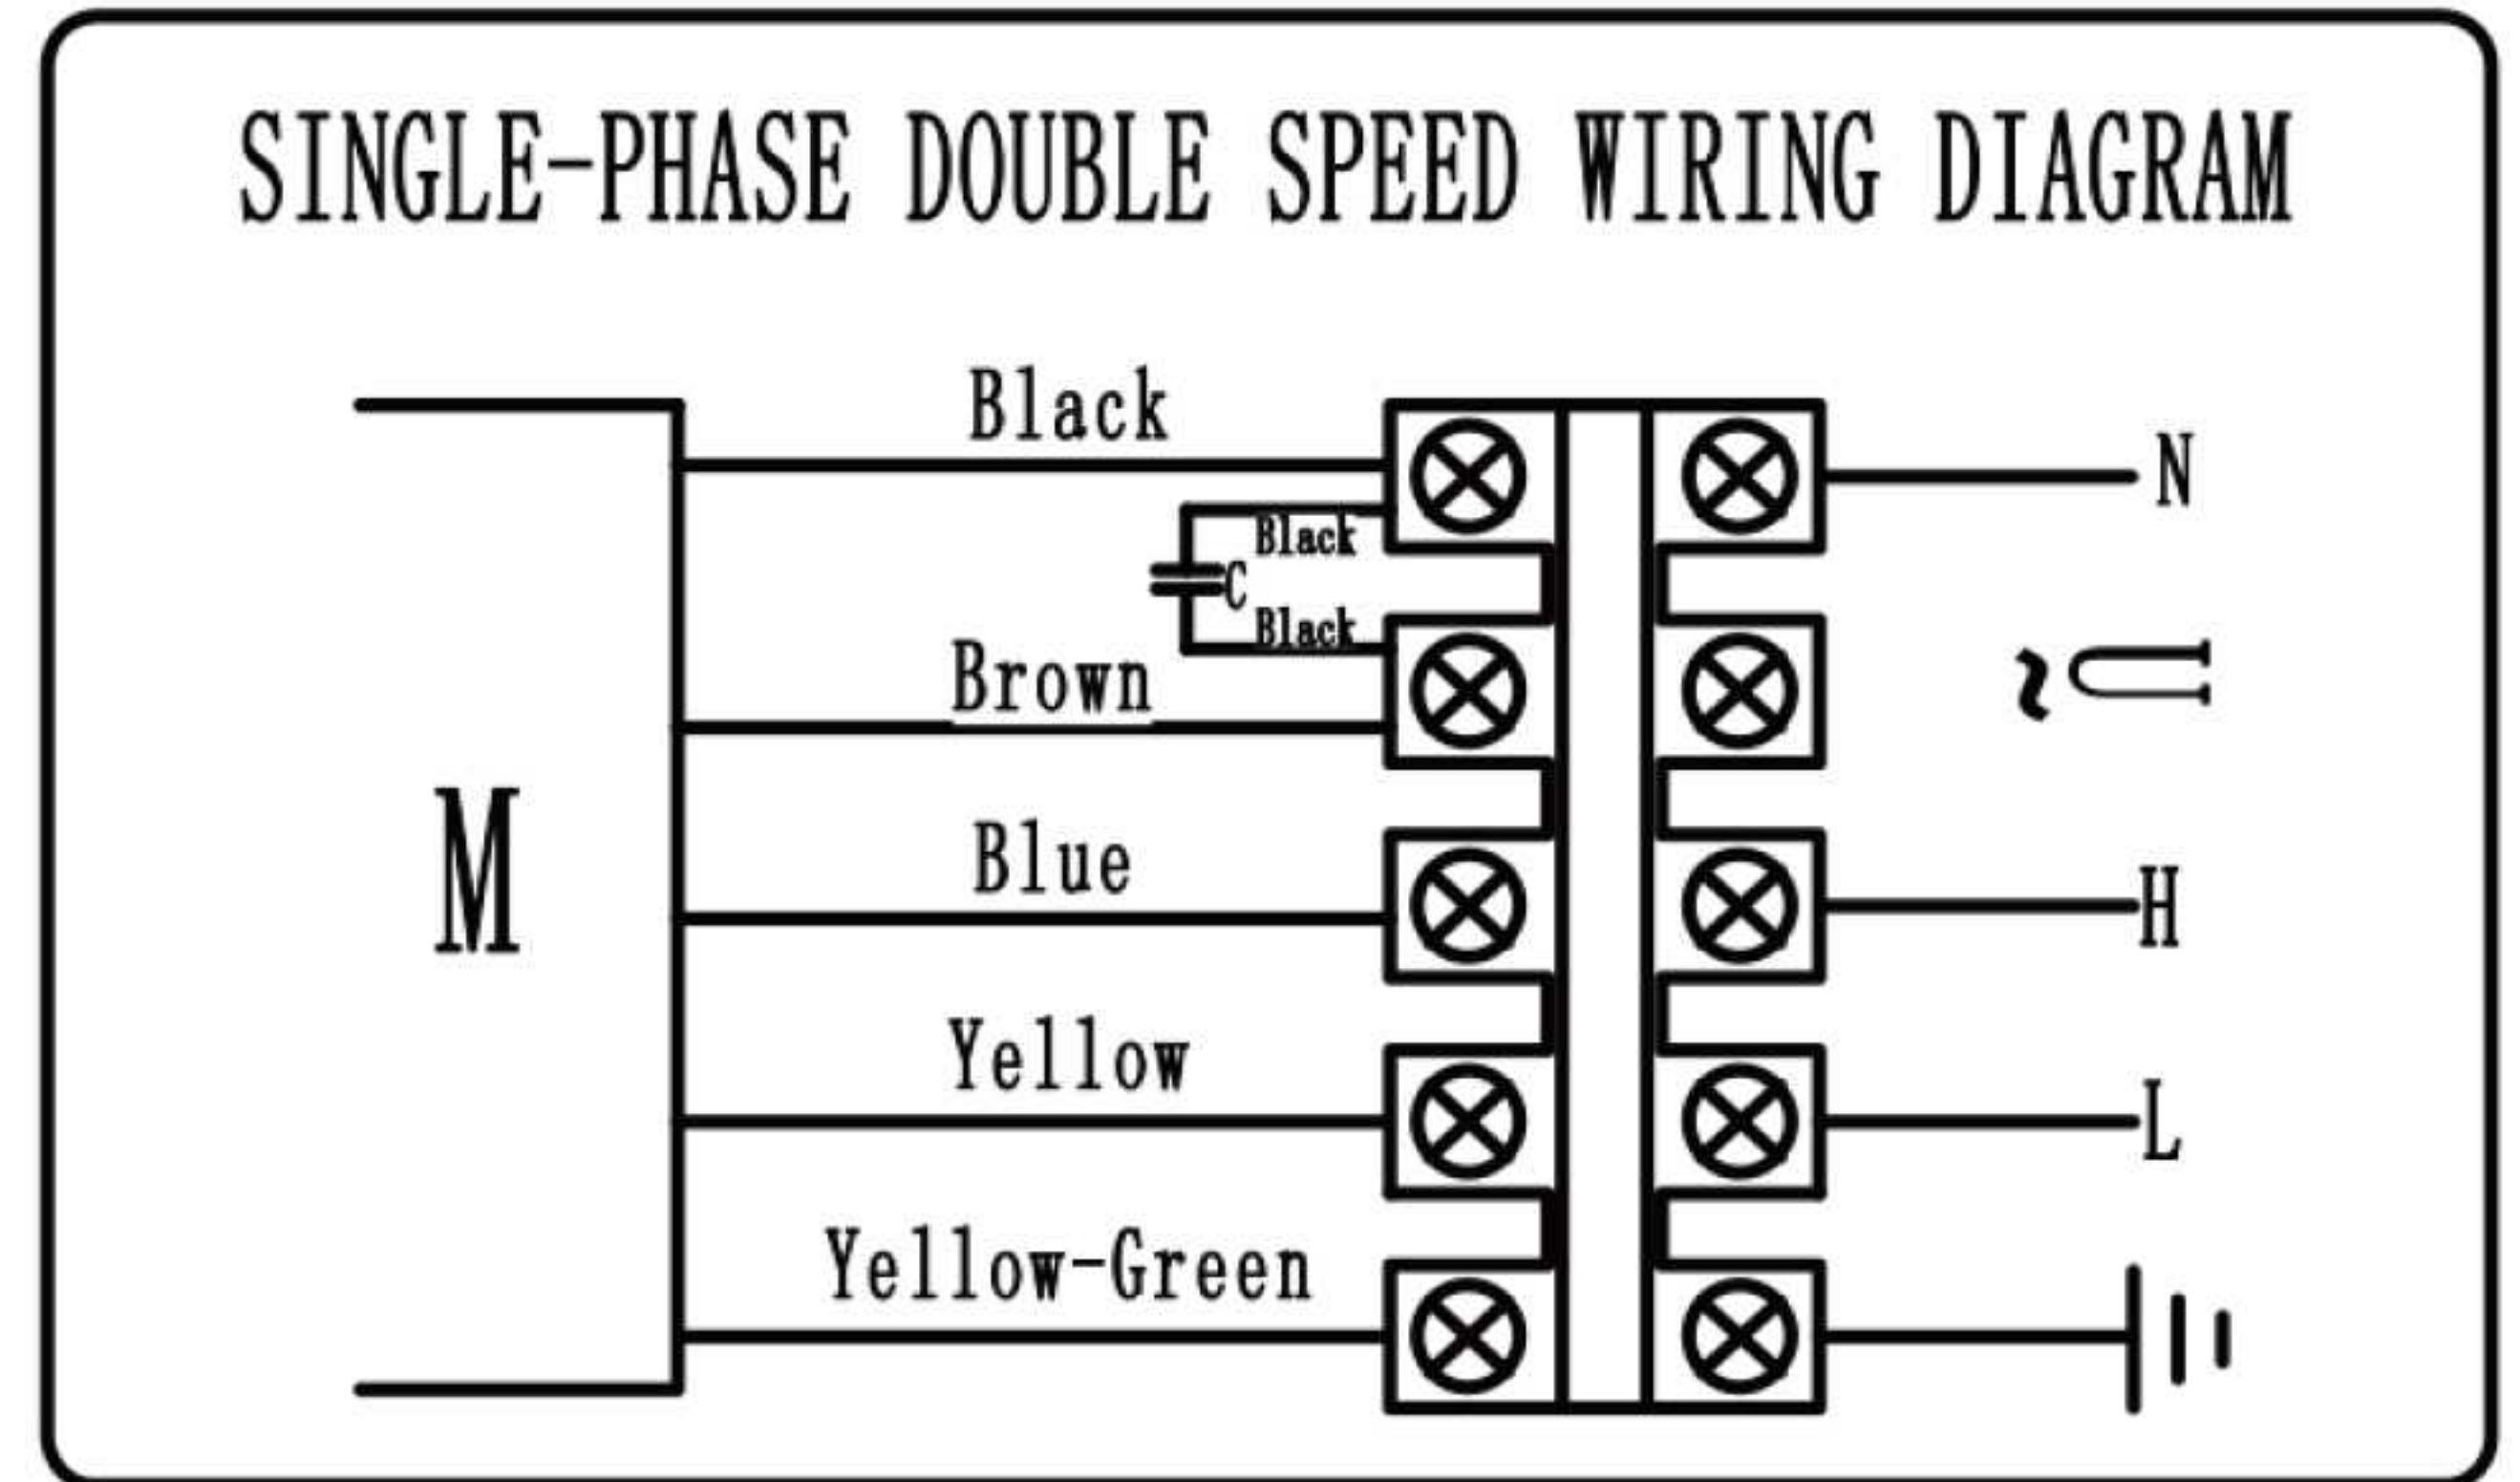 SINGLE-PHASE DOUBLE SPEED WIRING DIAGRAM
Black
N
Black
C
Black
Brown
U~
Blue
H
M
Yellow
L
Yellow-Green